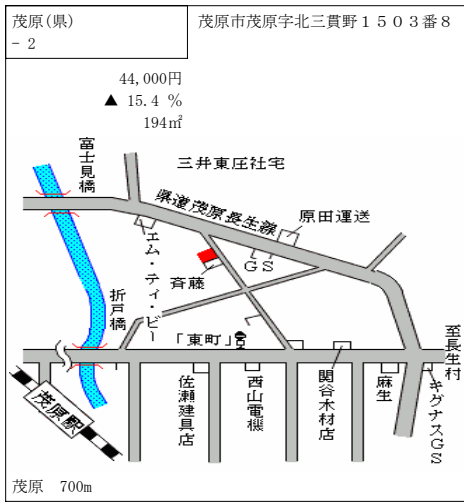 茂原(県)
- 2
茂原市茂原字北三貫野１５０３番８
44,000円
▲ 15.4 %
194㎡
富士見橋
三井東圧社宅
県道茂原長生線
原田運送
エム・ティ・ビー
斉藤
GS
折戸橋
「東町」
至長生村
茂原駅
佐瀬建具店
西山電機
関谷木材店
麻生
キグナスGS
茂原　700m